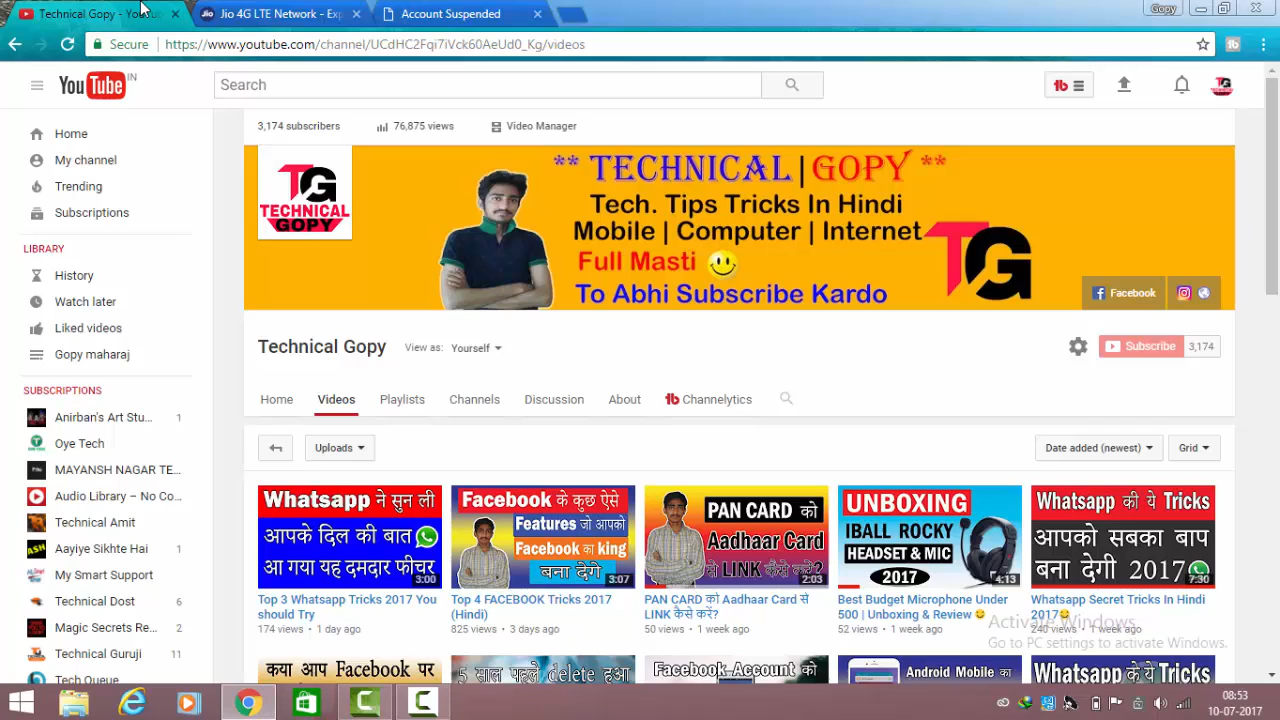 Technical Gopy - Youtu
Jio 4G LTE Network - Exp
Account Suspended
Gopy
Secure
https://www.youtube.com/channel/UCdHC2Fqi7iVck60AeUd0_Kg/videos
YouTube IN
Search
Home
My channel
Trending
Subscriptions
LIBRARY
History
Watch later
Liked videos
Gopy maharaj
SUBSCRIPTIONS
Anirban's Art Stu... 1
Oye Tech
MAYANSH NAGAR TE...
Audio Library – No Co...
Technical Amit
Aayiye Sikhte Hai 1
My Smart Support
Technical Dost 6
Magic Secrets Re... 2
Technical Guruji 11
Tech Queue
3,174 subscribers
76,875 views
Video Manager
TG
TECHNICAL
GOPY
** TECHNICAL|GOPY **
Tech. Tips Tricks In Hindi
Mobile | Computer | Internet
Full Masti
To Abhi Subscribe Kardo
TG
Facebook
Technical Gopy
View as: Yourself
Subscribe 3,174
Home
Videos
Playlists
Channels
Discussion
About
Channelytics
Uploads
Date added (newest)
Grid
Whatsapp ने सुन ली
आपके दिल की बात
आ गया यह दमदार फीचर
3:00
Top 3 Whatsapp Tricks 2017 You
should Try
174 views • 1 day ago
Facebook के कुछ ऐसे
Features जो आपको
Facebook का king
बना देगे
3:07
Top 4 FACEBOOK Tricks 2017
(Hindi)
825 views • 3 days ago
PAN CARD को
Aadhaar Card
से LINK कैसे करें?
2:03
PAN CARD को Aadhaar Card से
LINK कैसे करें?
50 views • 1 week ago
UNBOXING
IBALL ROCKY
HEADSET & MIC
2017
4:13
Best Budget Microphone Under
500 | Unboxing & Review
52 views • 1 week ago
Whatsapp की ये Tricks
आपको सबका बाप
बना देगी 2017
7:30
Whatsapp Secret Tricks In Hindi
2017
240 views • 1 week ago
क्या आप Facebook पर
5 साल पहले delete हुआ
Facebook Account को
Android Mobile का
Whatsapp की ये Tricks
Activate Windows
Go to PC settings to activate Windows.
08:53
10-07-2017